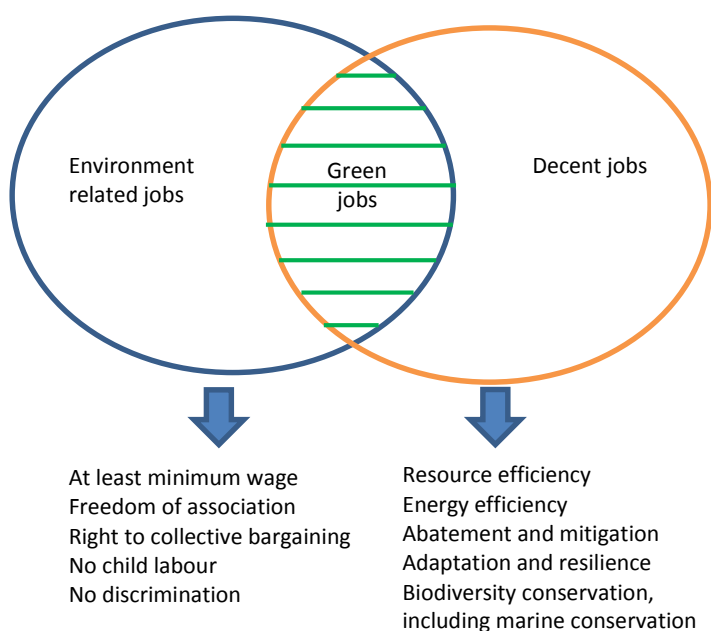 Environment
related jobs
Green
jobs
Decent jobs
At least minimum wage
Freedom of association
Right to collective bargaining
No child labour
No discrimination
Resource efficiency
Energy efficiency
Abatement and mitigation
Adaptation and resilience
Biodiversity conservation,
including marine conservation